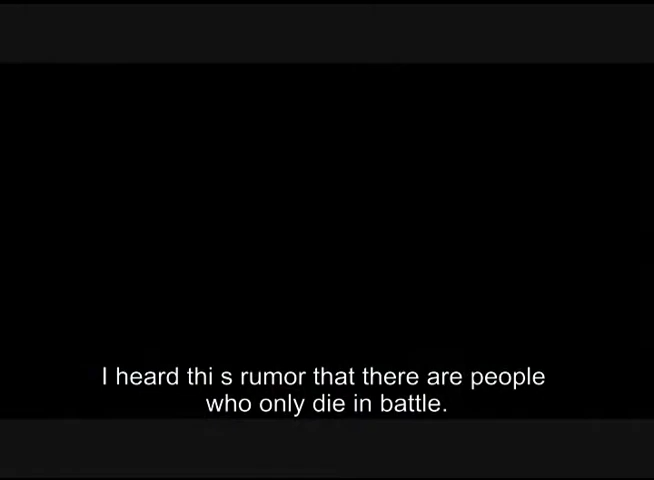 I heard thi s rumor that there are people
who only die in battle.